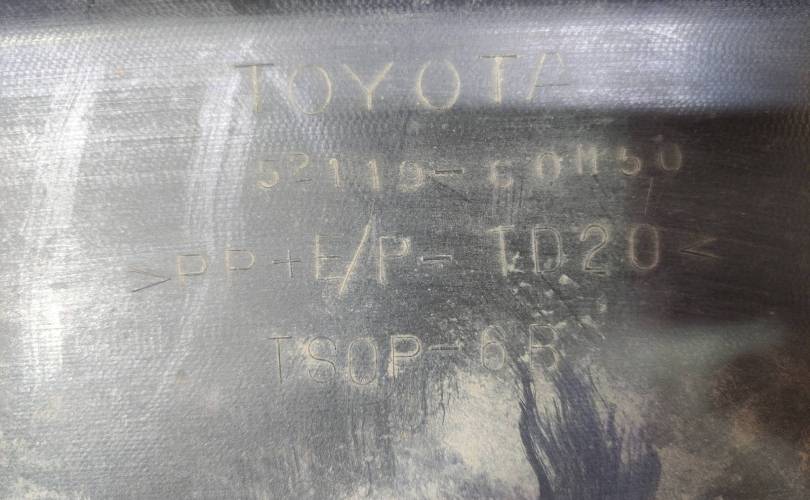 TOYOTA
52119-60M50
>PP+E/P-TD20<
TSOP-6B